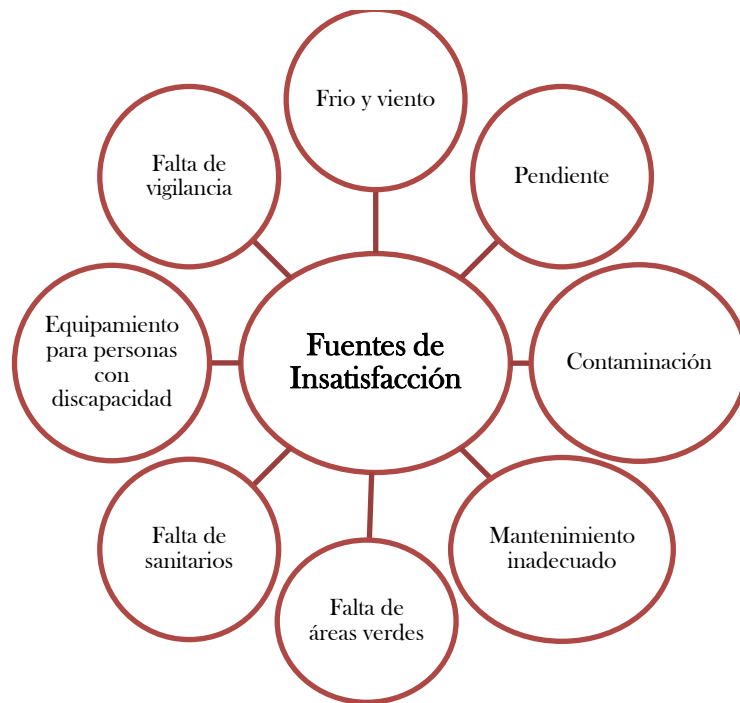 Frio y viento
Pendiente
Contaminación
Mantenimiento
inadecuado
Falta de
áreas verdes
Falta de
sanitarios
Equipamiento
para personas
con
discapacidad
Falta de
vigilancia
Fuentes de
Insatisfacción